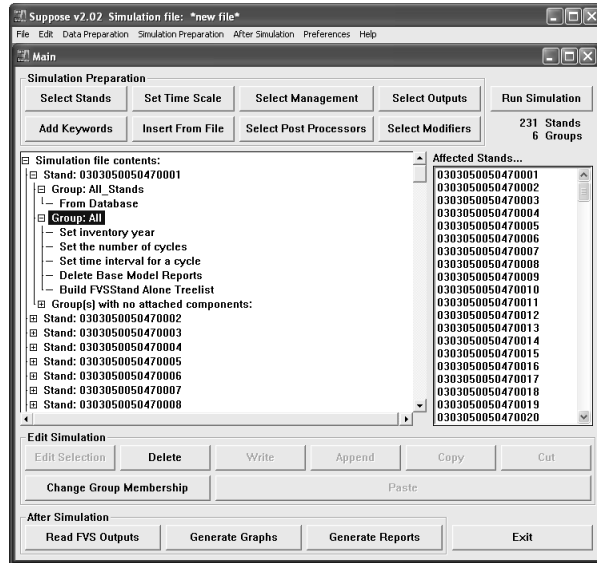 Suppose v2.02 Simulation file: *new file*
File Edit Data Preparation Simulation Preparation After Simulation Preferences Help
Main
Simulation Preparation
Select Stands Set Time Scale Select Management Select Outputs Run Simulation
Add Keywords Insert From File Select Post Processors Select Modifiers 231 Stands
6 Groups
Simulation file contents: Affected Stands...
Stand: 0303050050470001
Group: All_Stands
From Database
Group: All
Set inventory year
Set the number of cycles
Set time interval for a cycle
Delete Base Model Reports
Build FVSStand Alone Treelist
Group(s) with no attached components:
Stand: 0303050050470002
Stand: 0303050050470003
Stand: 0303050050470004
Stand: 0303050050470005
Stand: 0303050050470006
Stand: 0303050050470007
Stand: 0303050050470008
0303050050470001
0303050050470002
0303050050470003
0303050050470004
0303050050470005
0303050050470006
0303050050470007
0303050050470008
0303050050470009
0303050050470010
0303050050470011
0303050050470012
0303050050470013
0303050050470014
0303050050470015
0303050050470016
0303050050470017
0303050050470018
0303050050470019
0303050050470020
Edit Simulation
Edit Selection Delete Write Append Copy Cut
Change Group Membership Paste
After Simulation
Read FVS Outputs Generate Graphs Generate Reports Exit